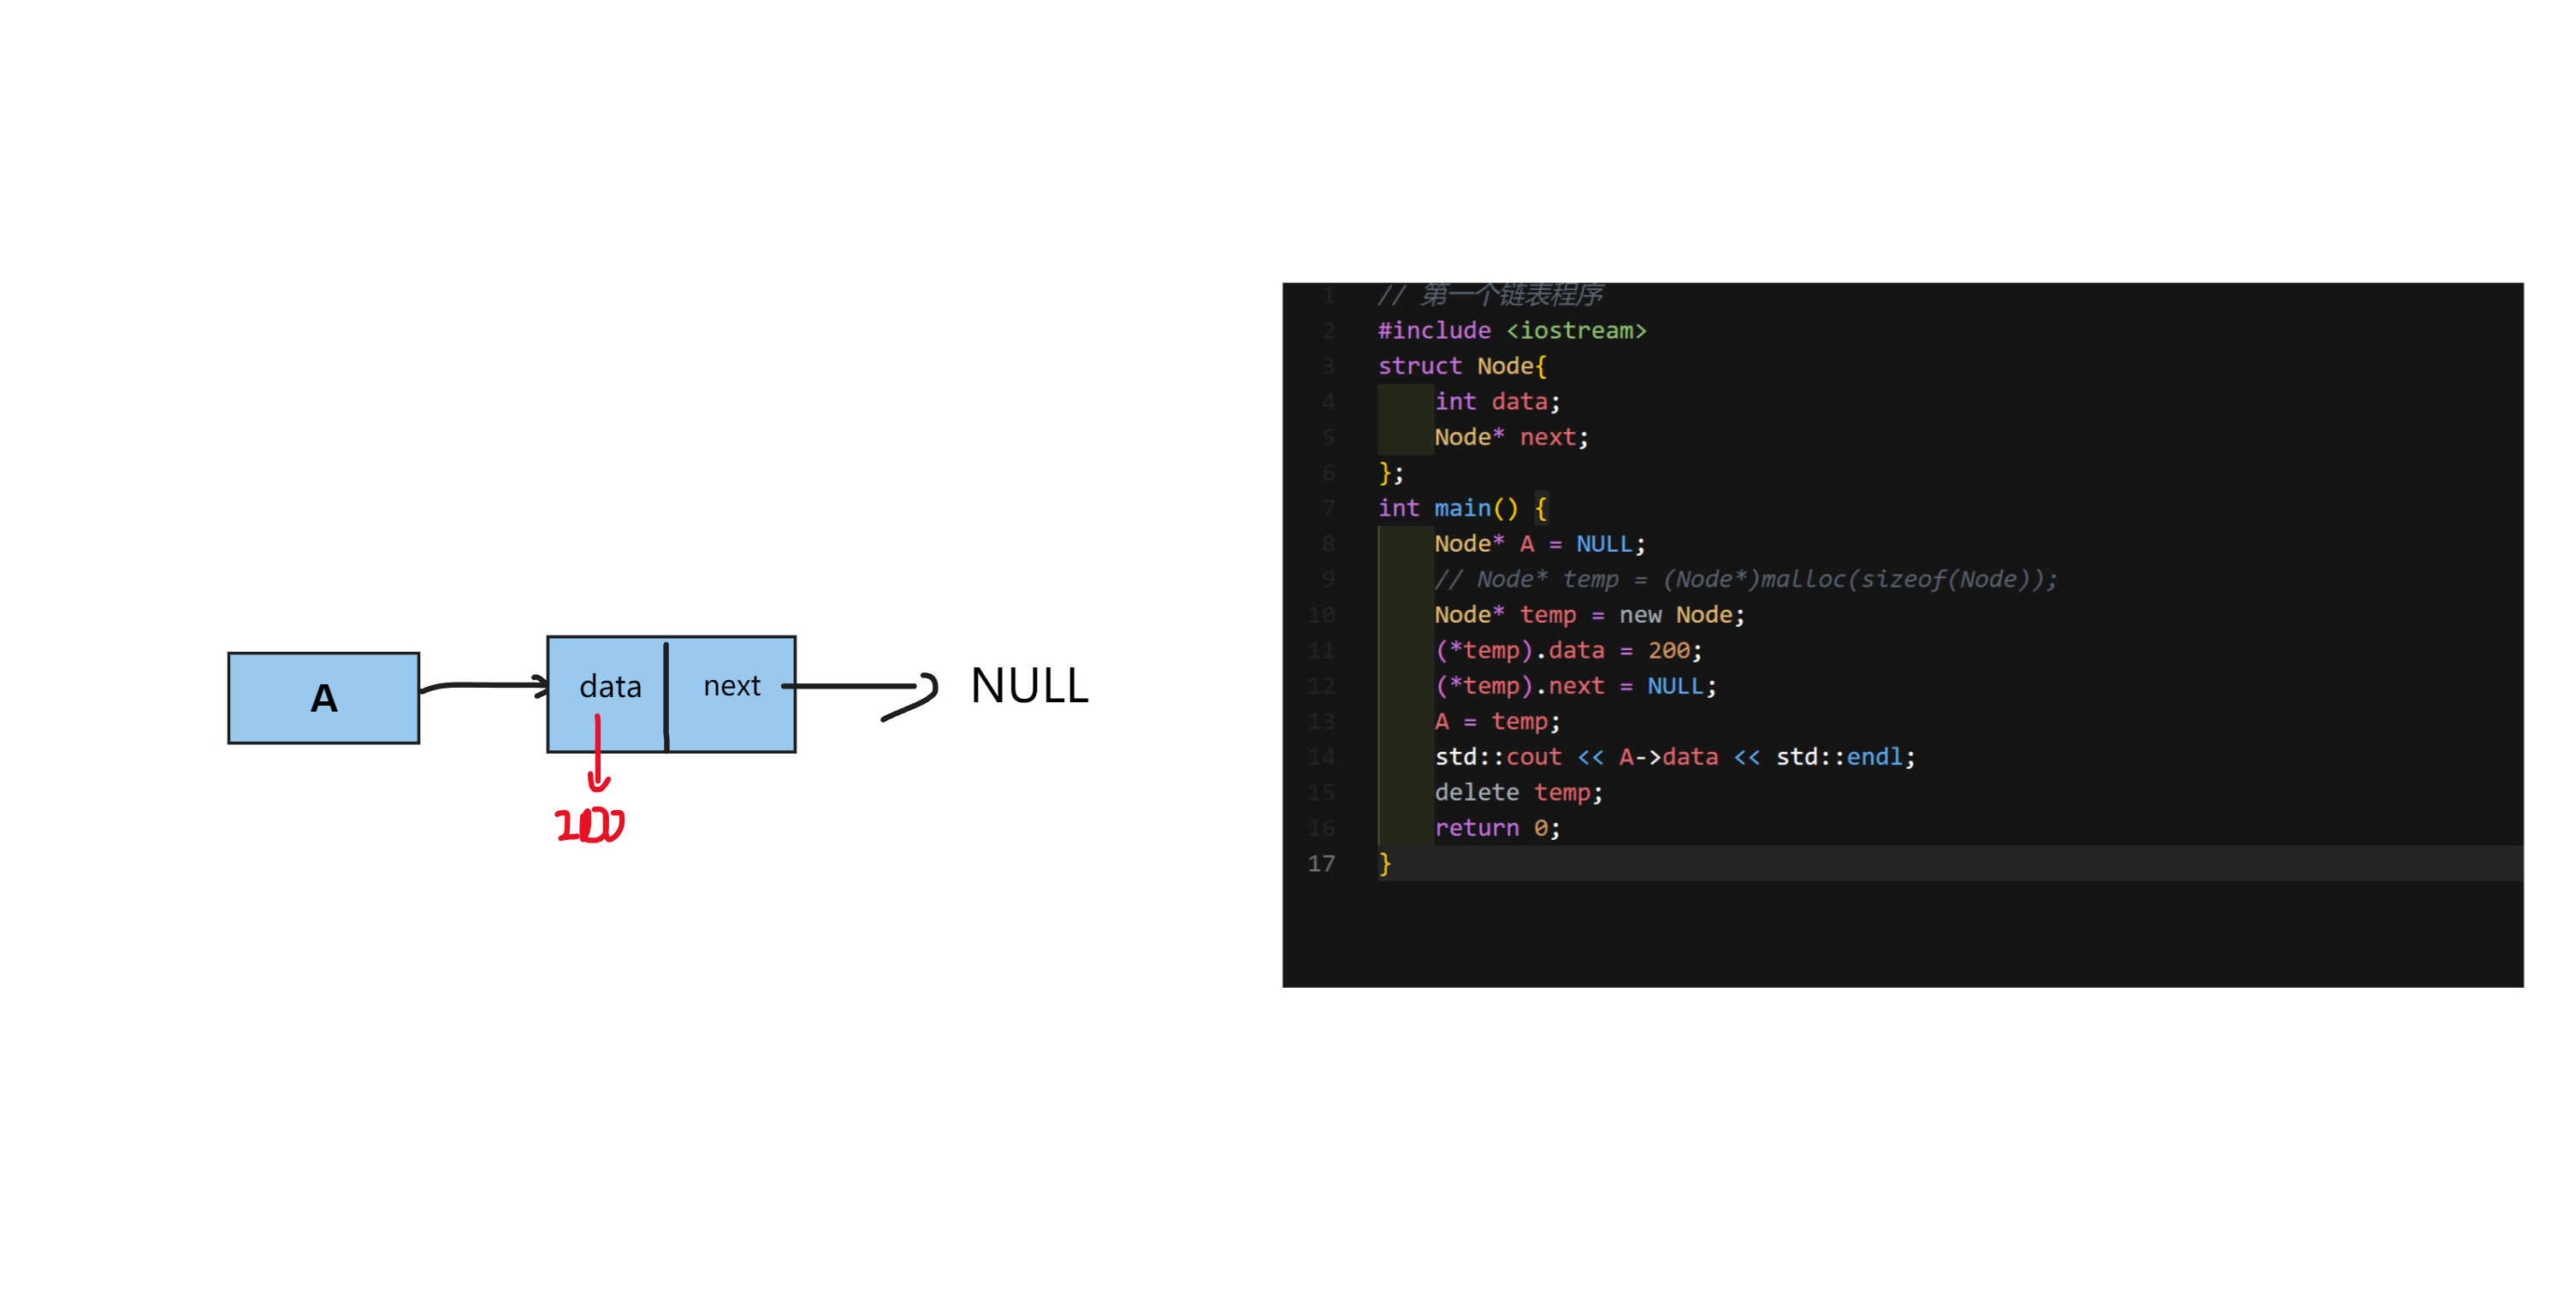 A
data next
NULL
200
1 // 第一个链表程序
2 #include <iostream>
3 struct Node{
4 int data;
5 Node* next;
6 };
7 int main() {
8 Node* A = NULL;
9 // Node* temp = (Node*)malloc(sizeof(Node));
10 Node* temp = new Node;
11 (*temp).data = 200;
12 (*temp).next = NULL;
13 A = temp;
14 std::cout << A->data << std::endl;
15 delete temp;
16 return 0;
17 }